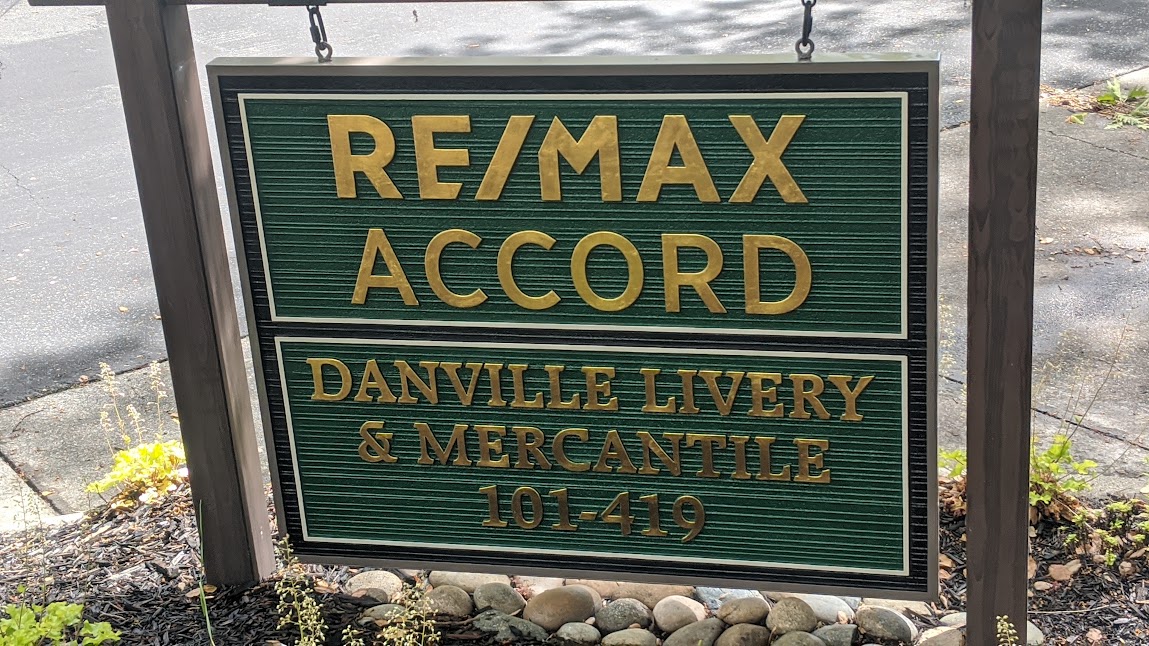 RE/MAX
ACCORD
DANVILLE LIVERY
& MERCANTILE
101-419